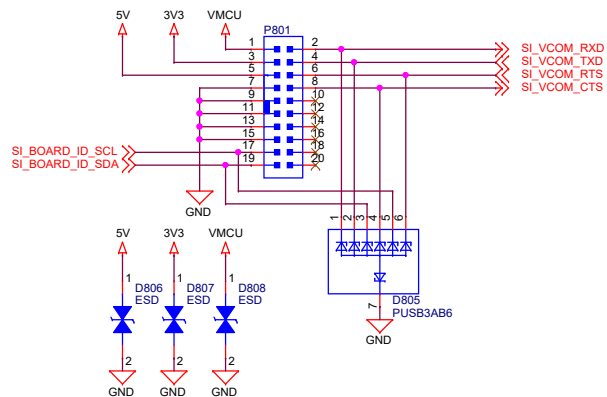 5V 3V3 VMCU P801
1 2 SI_VCOM_RXD
3 4 SI_VCOM_TXD
5 6 SI_VCOM_RTS
7 8 SI_VCOM_CTS
9 10
11 12
13 14
15 16
SI_BOARD_ID_SCL 17 18
SI_BOARD_ID_SDA 19 20
GND
1 2 3 4 5 6
5V 3V3 VMCU
1 D806 ESD
1 D807 ESD
1 D808 ESD
7 D805
PUSB3AB6
GND
2 2 2
GND GND GND